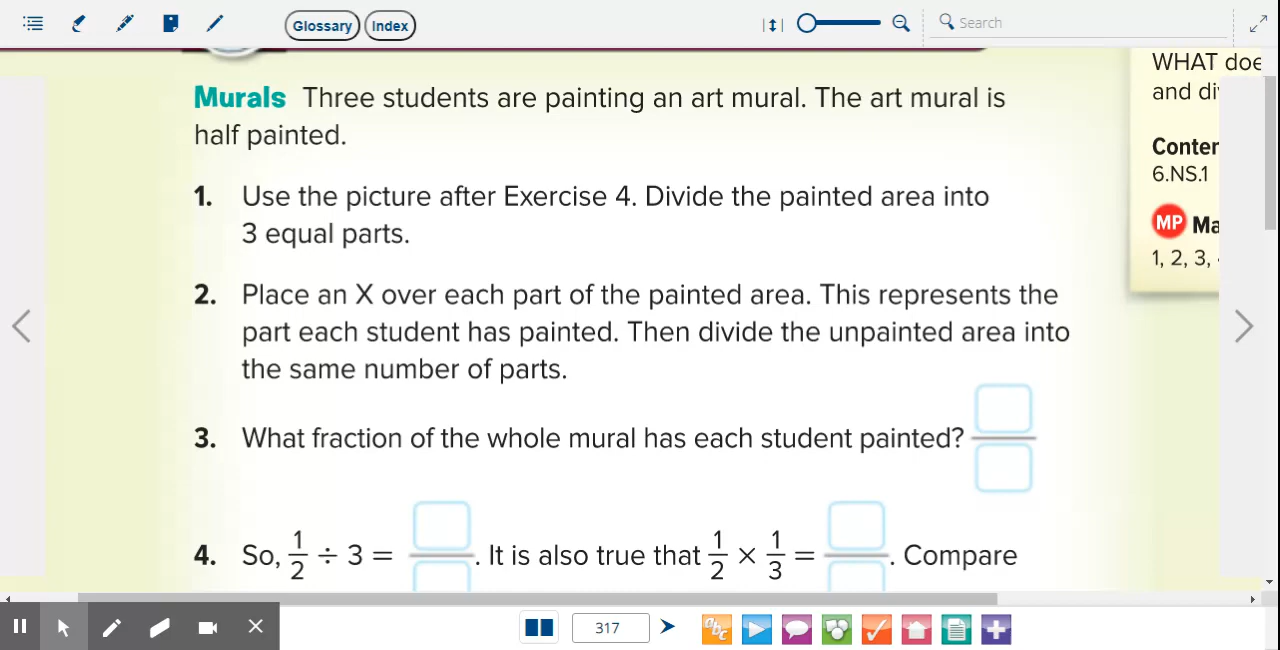 Glossary Index Search
WHAT doe
and di
Murals Three students are painting an art mural. The art mural is
half painted.
Conten
6.NS.1
MP Ma
1, 2, 3,
1. Use the picture after Exercise 4. Divide the painted area into
3 equal parts.
2. Place an X over each part of the painted area. This represents the
part each student has painted. Then divide the unpainted area into
the same number of parts.
3. What fraction of the whole mural has each student painted?
4. So, 1/2 ÷ 3 = . It is also true that 1/2 × 1/3 = . Compare
317
abc